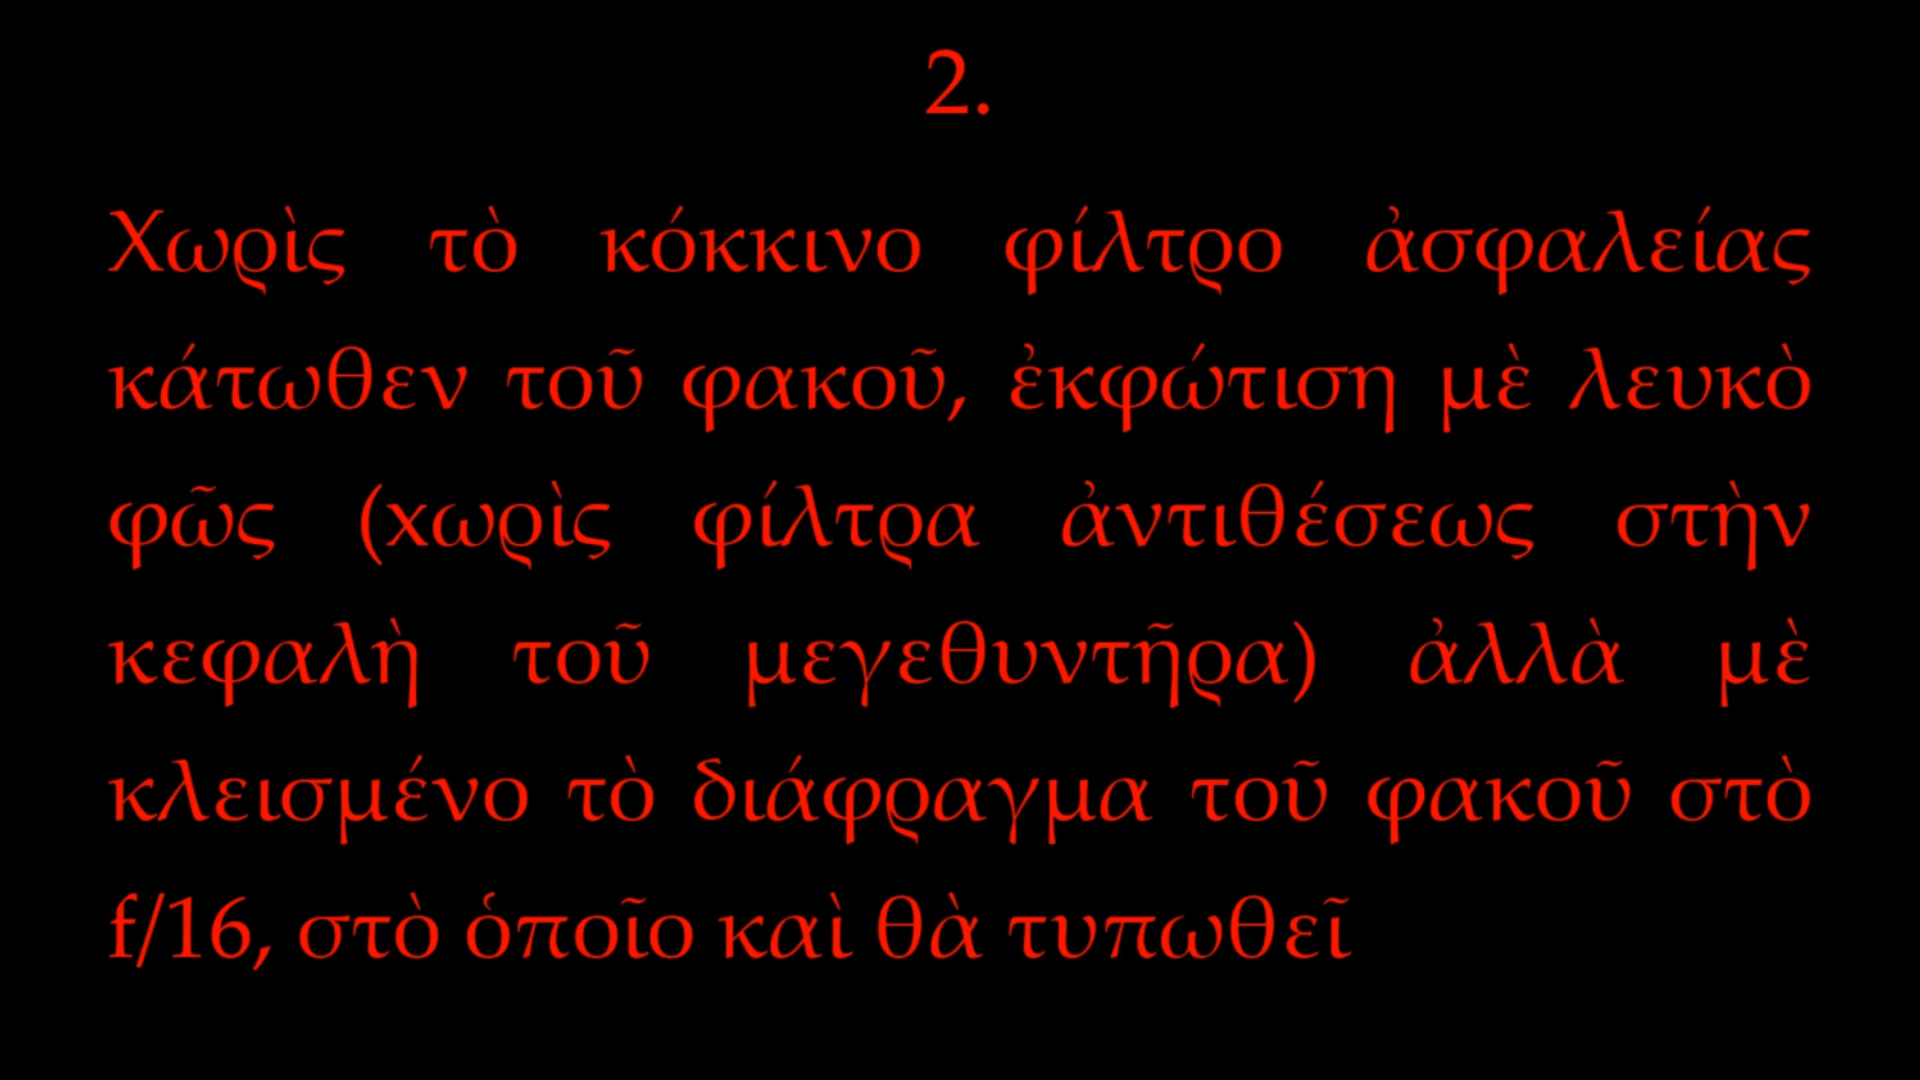 2.
Χωρὶς τὸ κόκκινο φίλτρο ἀσφαλείας
κάτωθεν τοῦ φακοῦ, ἐκφώτιση μὲ λευκὸ
φῶς (χωρὶς φίλτρα ἀντιθέσεως στὴν
κεφαλὴ τοῦ μεγεθυντῆρα) ἀλλὰ μὲ
κλεισμένο τὸ διάφραγμα τοῦ φακοῦ στὸ
f/16, στὸ ὁποῖο καὶ θὰ τυπωθεῖ